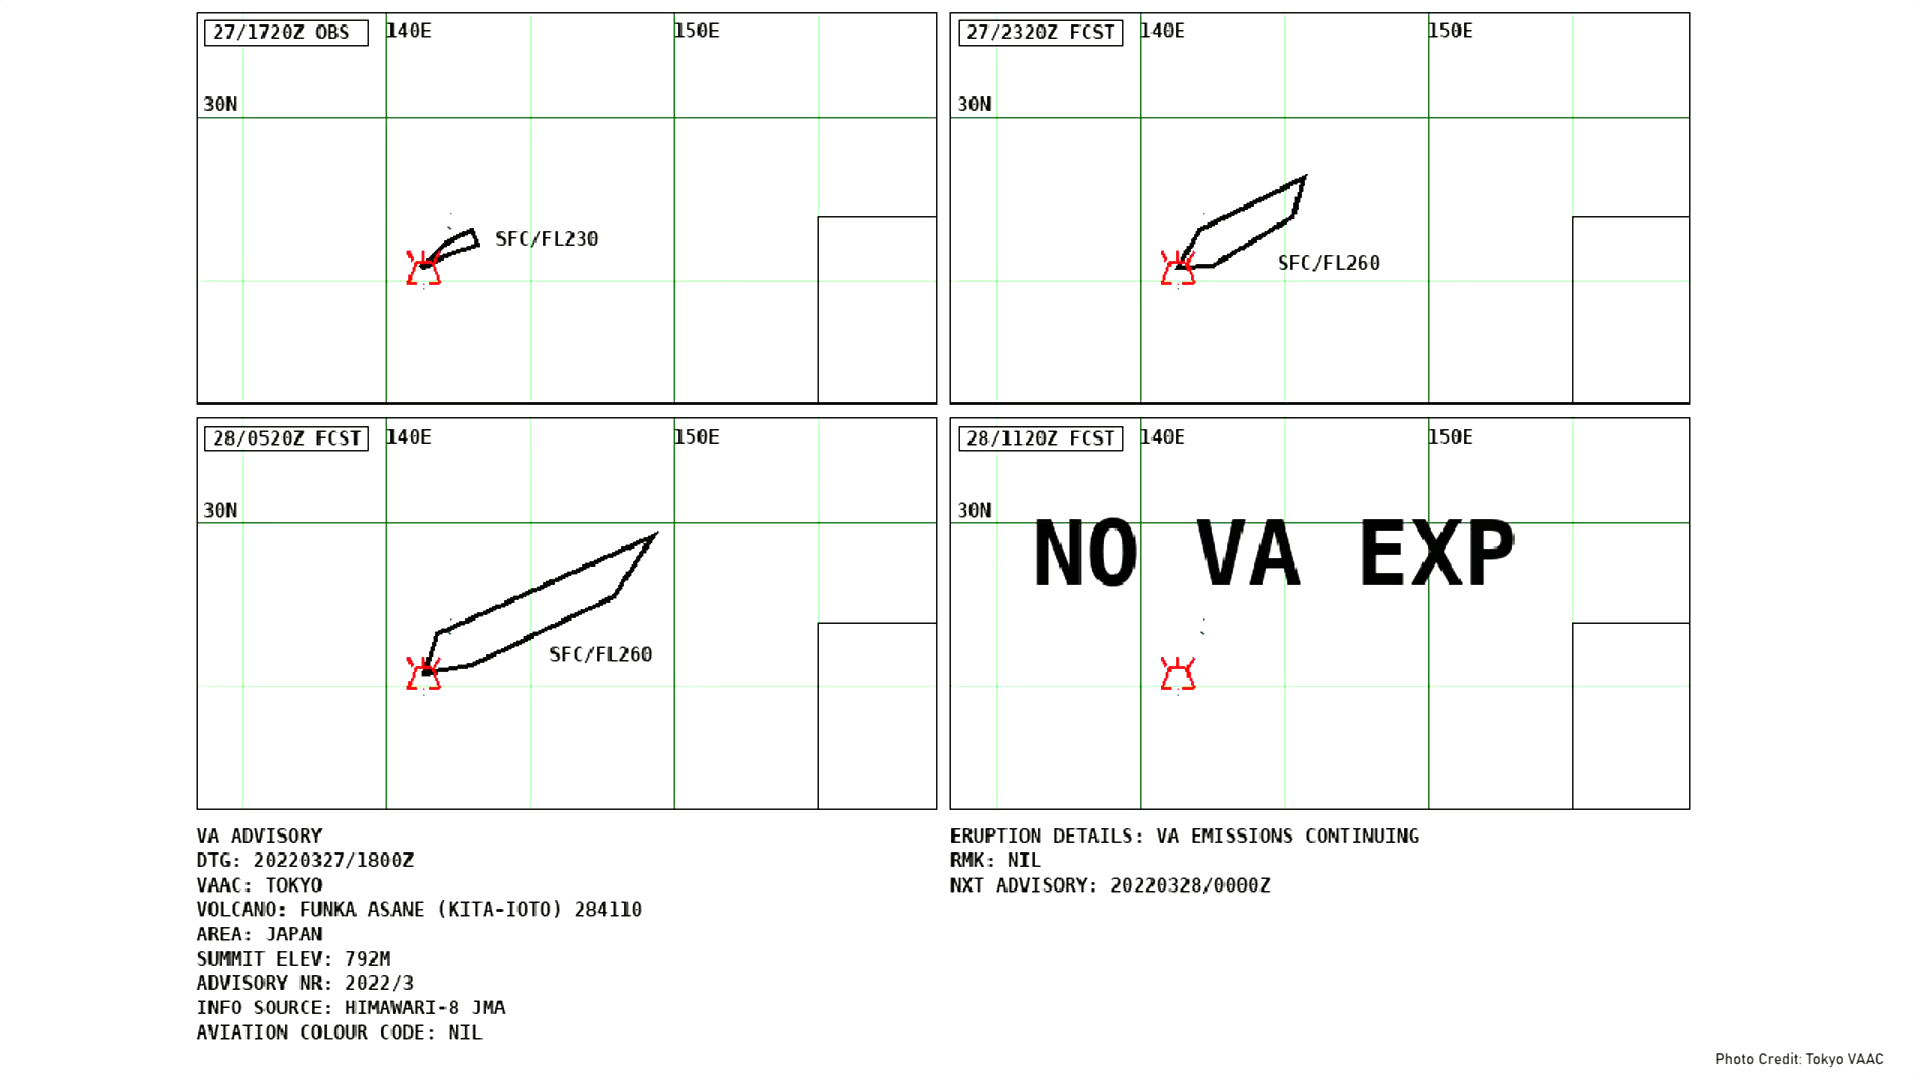 27/1720Z OBS
140E
150E
30N
SFC/FL230
27/2320Z FCST
140E
150E
30N
SFC/FL260
28/0520Z FCST
140E
150E
30N
SFC/FL260
28/1120Z FCST
140E
150E
30N
NO VA EXP
VA ADVISORY
DTG: 20220327/1800Z
VAAC: TOKYO
VOLCANO: FUNKA ASANE (KITA-IOTO) 284110
AREA: JAPAN
SUMMIT ELEV: 792M
ADVISORY NR: 2022/3
INFO SOURCE: HIMAWARI-8 JMA
AVIATION COLOUR CODE: NIL
ERUPTION DETAILS: VA EMISSIONS CONTINUING
RMK: NIL
NXT ADVISORY: 20220328/0000Z
Photo Credit: Tokyo VAAC